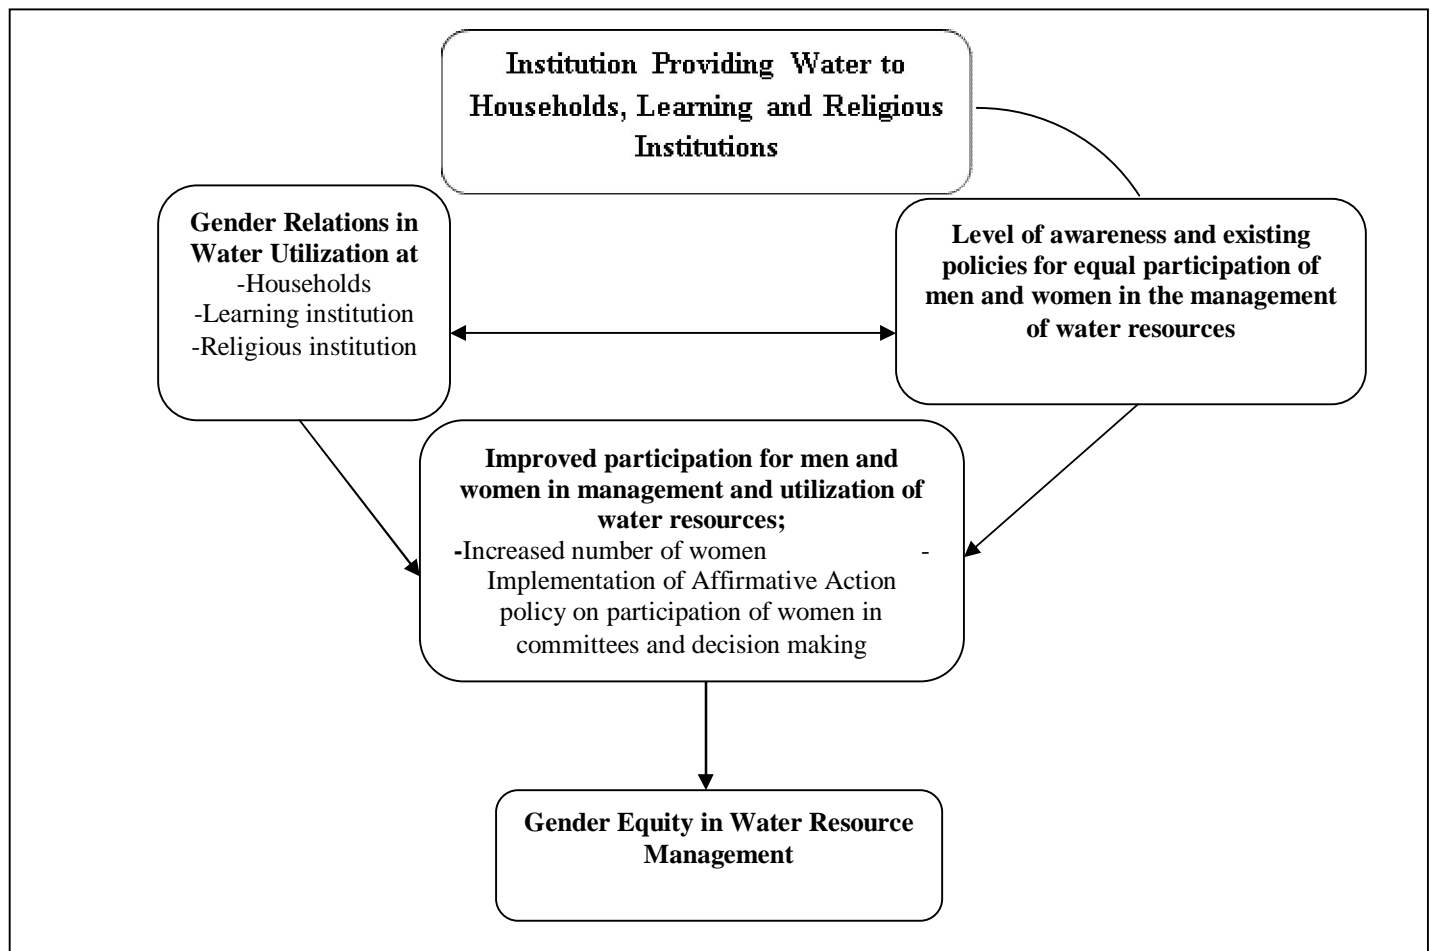 Institution Providing Water to
Households, Learning and Religious
Institutions
Gender Relations in
Water Utilization at
-Households
-Learning institution
-Religious institution
Level of awareness and existing
policies for equal participation of
men and women in the management
of water resources
Improved participation for men and
women in management and utilization of
water resources;
-Increased number of women -
Implementation of Affirmative Action
policy on participation of women in
committees and decision making
Gender Equity in Water Resource
Management